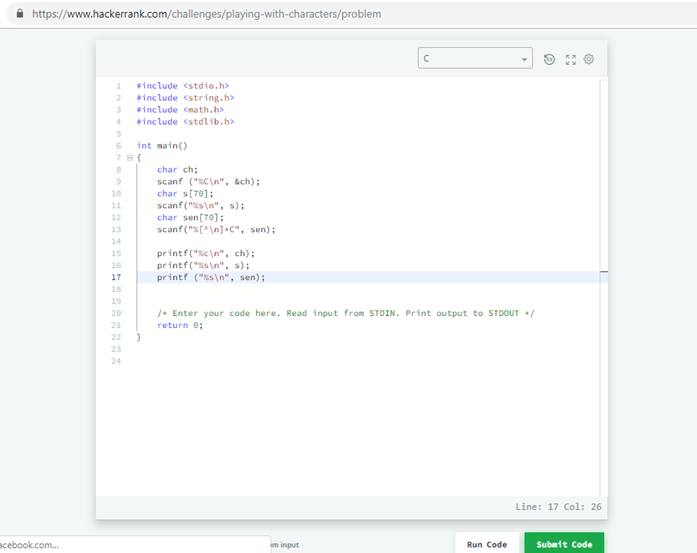 https://www.hackerrank.com/challenges/playing-with-characters/problem
C
1 #include <stdio.h>
2 #include <string.h>
3 #include <math.h>
4 #include <stdlib.h>
5
6 int main()
7 {
8 char ch;
9 scanf ("%C\n", &ch);
10 char s[70];
11 scanf("%s\n", s);
12 char sen[70];
13 scanf("%[^\n]*C", sen);
14
15 printf("%c\n", ch);
16 printf("%s\n", s);
17 printf ("%s\n", sen);
18
19
20 /* Enter your code here. Read input from STDIN. Print output to STDOUT */
21 return 0;
22 }
23
24
Line: 17 Col: 26
acebook.com...
m input
Run Code
Submit Code